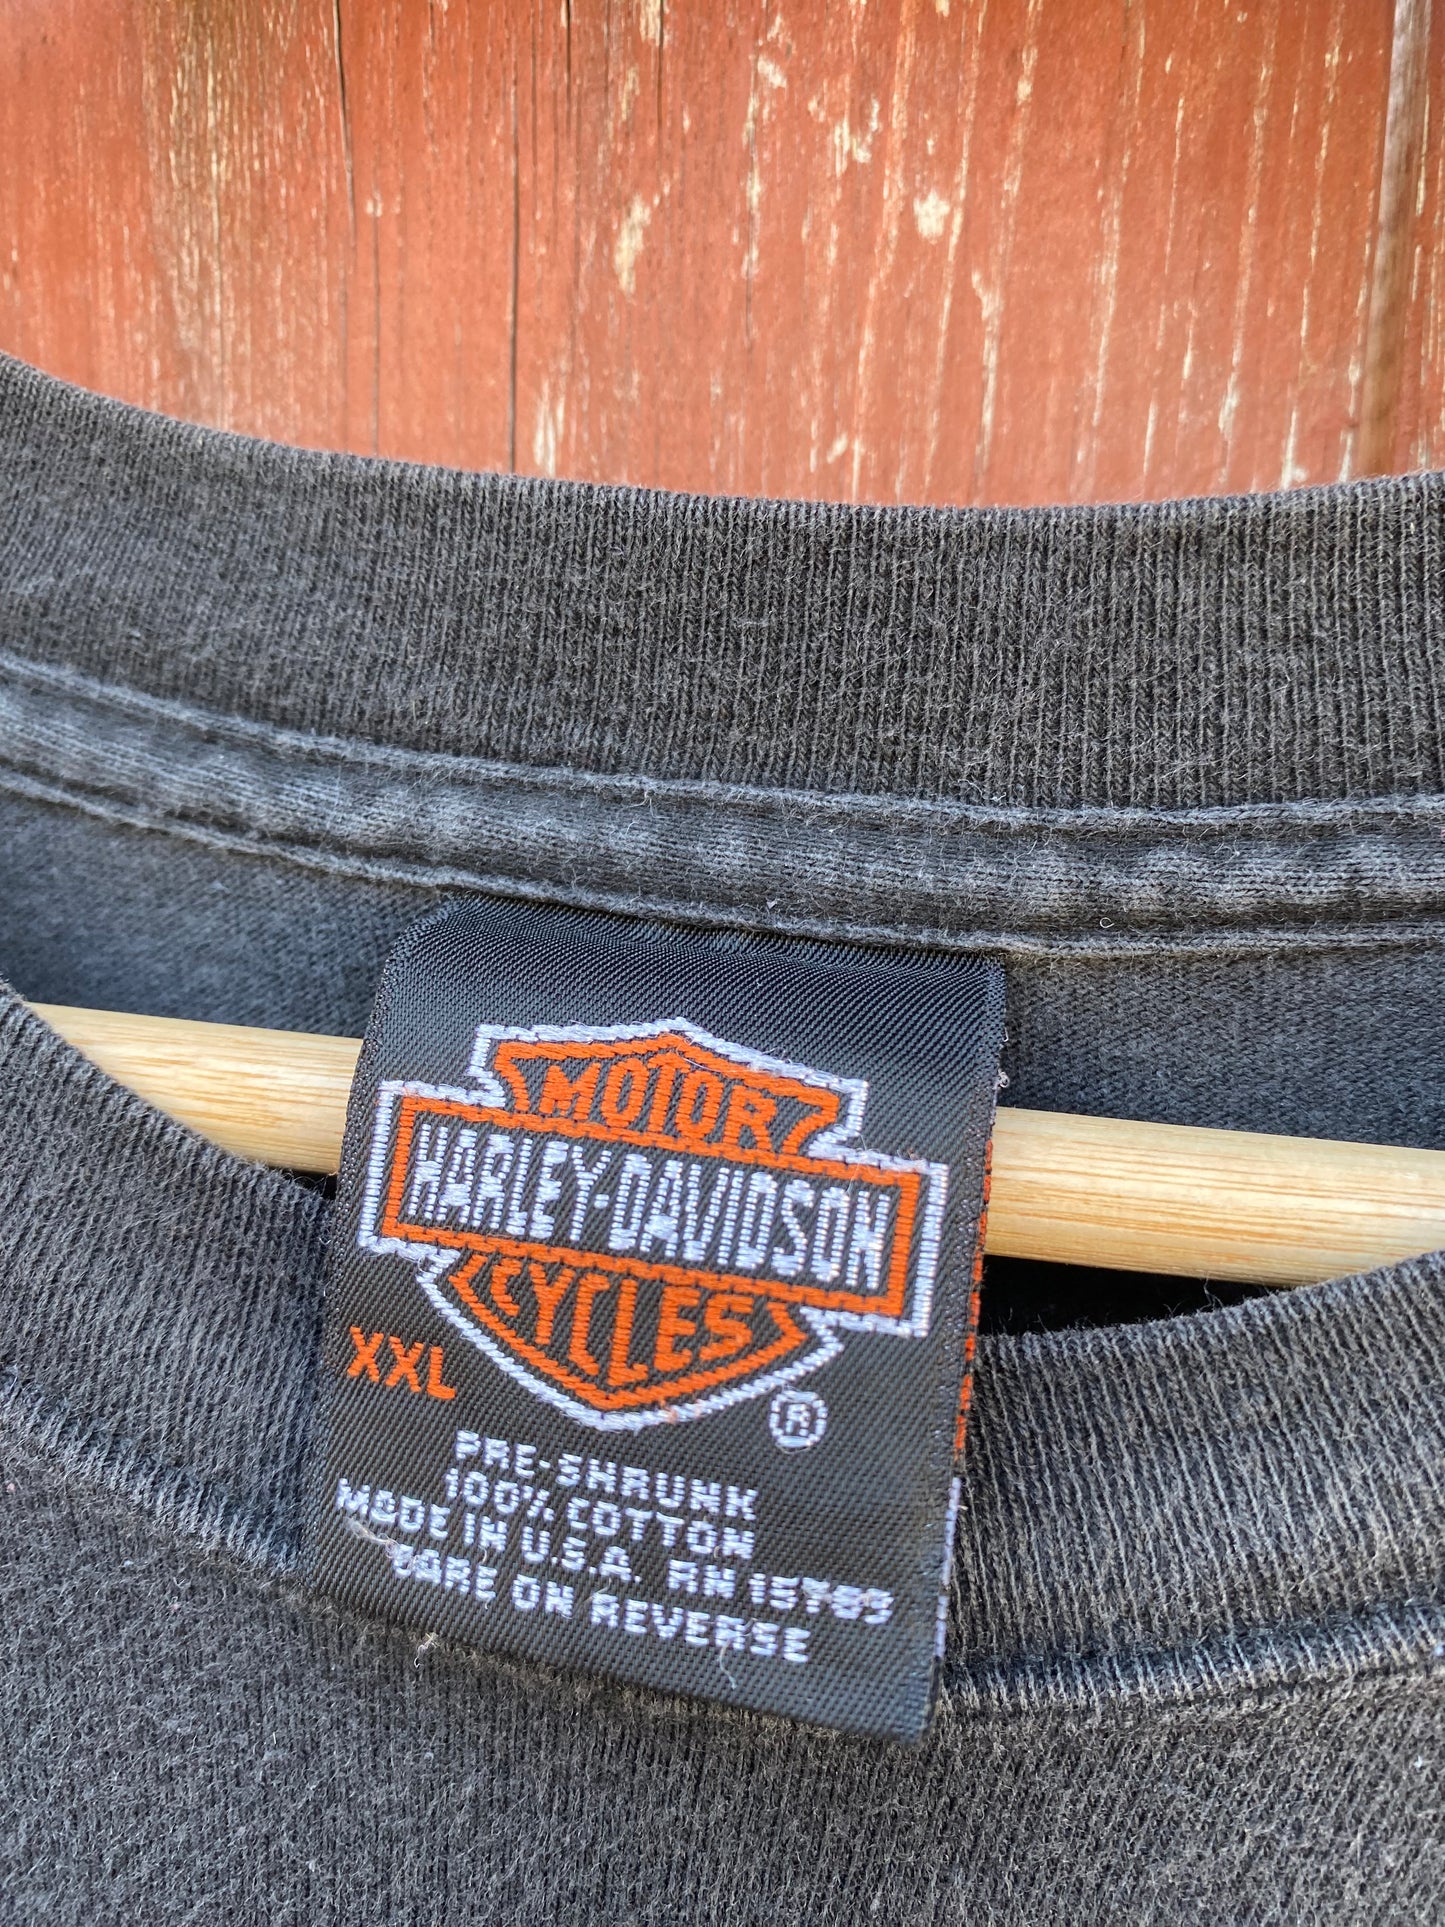 MOTOR
HARLEY-DAVIDSON
CYCLES
XXL
®
PRE-SHRUNK
100% COTTON
MADE IN U.S.A. RN 15763
CARE ON REVERSE